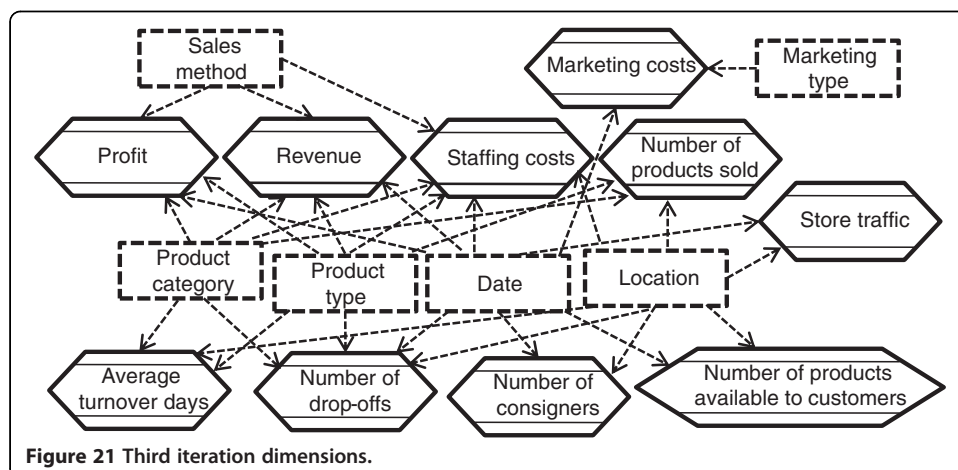 Sales
method
Marketing costs
Marketing
type
Profit
Revenue
Staffing costs
Number of
products sold
Store traffic
Product
category
Product
type
Date
Location
Average
turnover days
Number of
drop-offs
Number of
consigners
Number of products
available to customers
Figure 21 Third iteration dimensions.